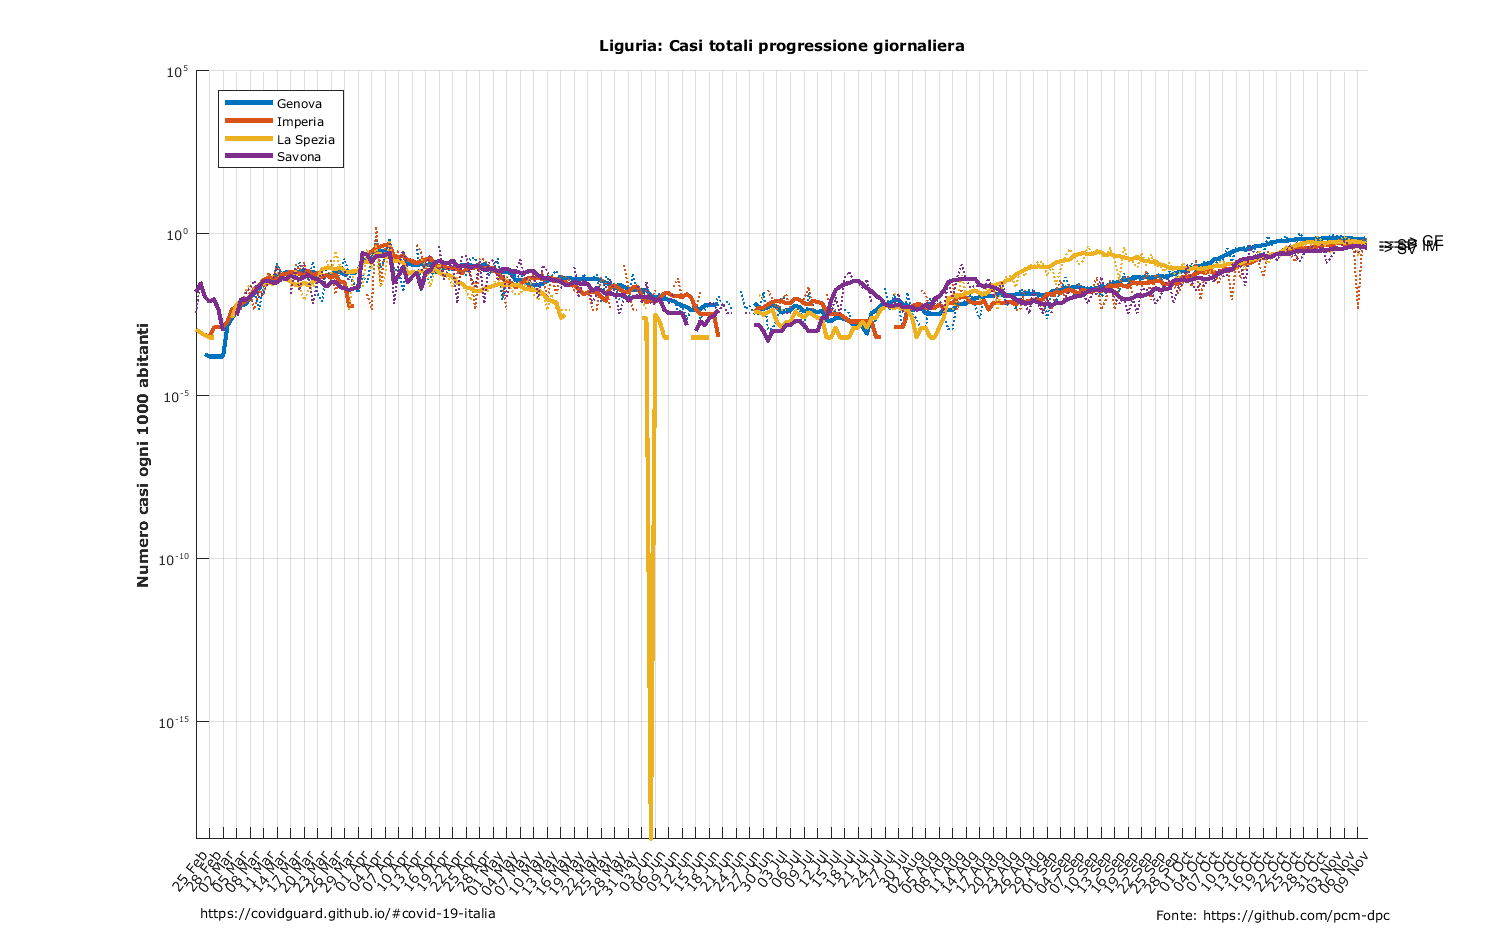 Liguria: Casi totali progressione giornaliera
Numero casi ogni 1000 abitanti
10^5
10^0
10^-5
10^-10
10^-15
Genova
Imperia
La Spezia
Savona
GE
SP
IM
SV
25 Feb
28 Feb
02 Mar
05 Mar
08 Mar
11 Mar
14 Mar
17 Mar
20 Mar
23 Mar
26 Mar
29 Mar
01 Apr
04 Apr
07 Apr
10 Apr
13 Apr
16 Apr
19 Apr
22 Apr
25 Apr
28 Apr
01 May
04 May
07 May
10 May
13 May
16 May
19 May
22 May
25 May
28 May
31 May
03 Jun
06 Jun
09 Jun
12 Jun
15 Jun
18 Jun
21 Jun
24 Jun
27 Jun
30 Jun
03 Jul
06 Jul
09 Jul
12 Jul
15 Jul
18 Jul
21 Jul
24 Jul
27 Jul
30 Jul
02 Aug
05 Aug
08 Aug
11 Aug
14 Aug
17 Aug
20 Aug
23 Aug
26 Aug
29 Aug
01 Sep
04 Sep
07 Sep
10 Sep
13 Sep
16 Sep
19 Sep
22 Sep
25 Sep
28 Sep
01 Oct
04 Oct
07 Oct
10 Oct
13 Oct
16 Oct
19 Oct
22 Oct
25 Oct
28 Oct
31 Oct
03 Nov
06 Nov
09 Nov
https://covidguard.github.io/#covid-19-italia
Fonte: https://github.com/pcm-dpc